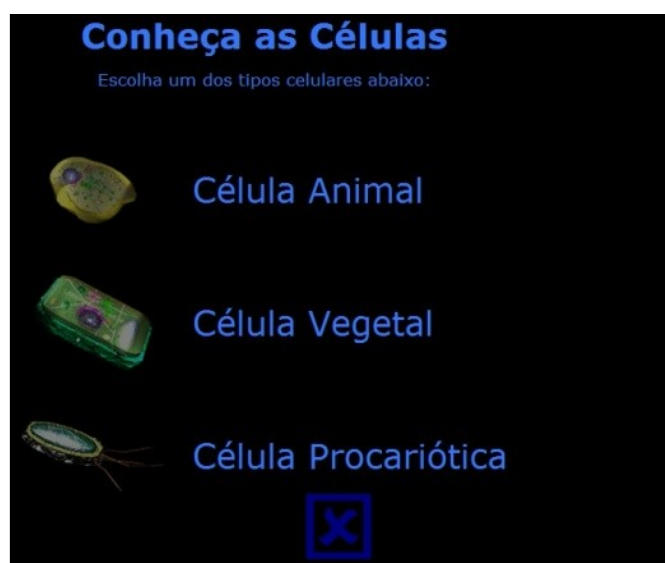 Conheça as Células
Escolha um dos tipos celulares abaixo:
Célula Animal
Célula Vegetal
Célula Procariótica